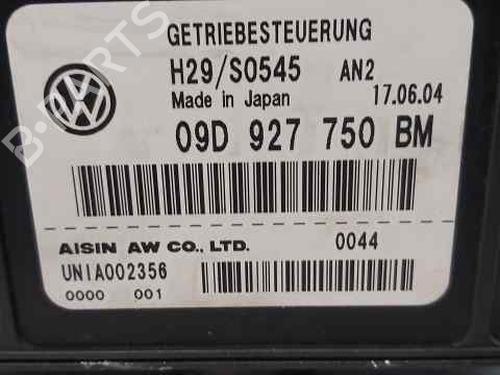 GETRIEBESTEUERUNG
H29/S0545 AN2
Made in Japan 17.06.04
09D 927 750 BM
AISIN AW CO., LTD. 0044
UNIA002356
0000 001
B-PARTS